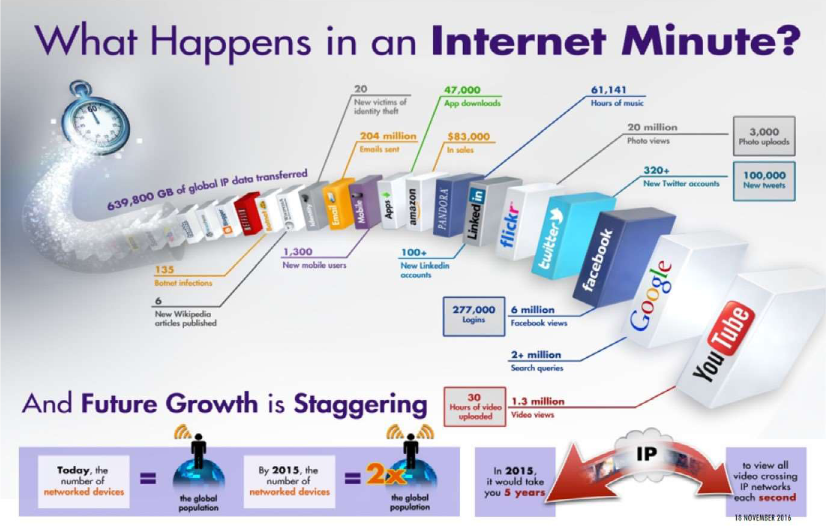 What Happens in an Internet Minute?
60
639,800 GB of global IP data transferred
20
New victims of
identity theft
47,000
App downloads
61,141
Hours of music
204 million
Emails sent
$83,000
In sales
20 million
Photo views
3,000
Photo uploads
320+
New Twitter accounts
100,000
New tweets
Email
Mobile
Apps
amazon
PANDORA
Linked in
flickr
twitter
facebook
Google
YouTube
135
Botnet infections
6
New Wikipedia
articles published
1,300
New mobile users
100+
New Linkedin
accounts
277,000
Logins
6 million
Facebook views
2+ million
Search queries
30
Hours of video
uploaded
1.3 million
Video views
And Future Growth is Staggering
Today, the
number of
networked devices
=
the global
population
By 2015, the
number of
networked devices
=
2x
the global
population
In 2015,
it would take
you 5 years
IP
to view all
video crossing
IP networks
each second
18 NOVEMBER 2016